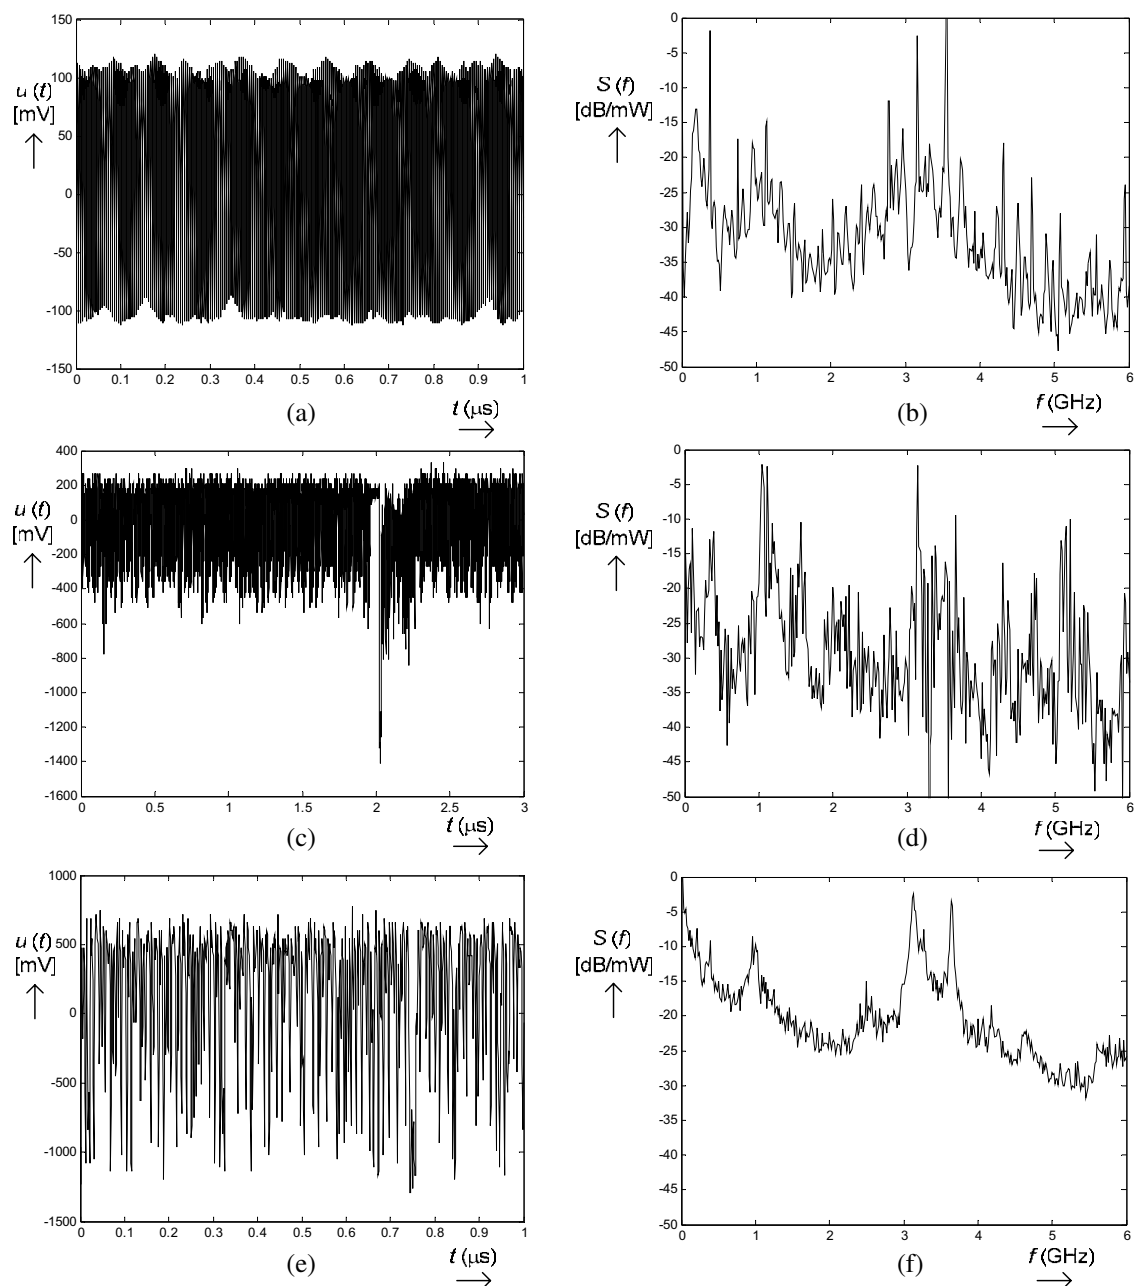 150
100
50
0
-50
-100
-150
u (t)
[mV]
0 0.1 0.2 0.3 0.4 0.5 0.6 0.7 0.8 0.9 1
(a)
t (μs)
0
-5
-10
-15
-20
-25
-30
-35
-40
-45
-50
S (f)
[dB/mW]
0 1 2 3 4 5 6
(b)
f (GHz)
400
200
0
-200
-400
-600
-800
-1000
-1200
-1400
-1600
u (t)
[mV]
0 0.5 1 1.5 2 2.5 3
(c)
t (μs)
0
-5
-10
-15
-20
-25
-30
-35
-40
-45
-50
S (f)
[dB/mW]
0 1 2 3 4 5 6
(d)
f (GHz)
1000
500
0
-500
-1000
-1500
u (t)
[mV]
0 0.1 0.2 0.3 0.4 0.5 0.6 0.7 0.8 0.9 1
(e)
t (μs)
0
-5
-10
-15
-20
-25
-30
-35
-40
-45
-50
S (f)
[dB/mW]
0 1 2 3 4 5 6
(f)
f (GHz)